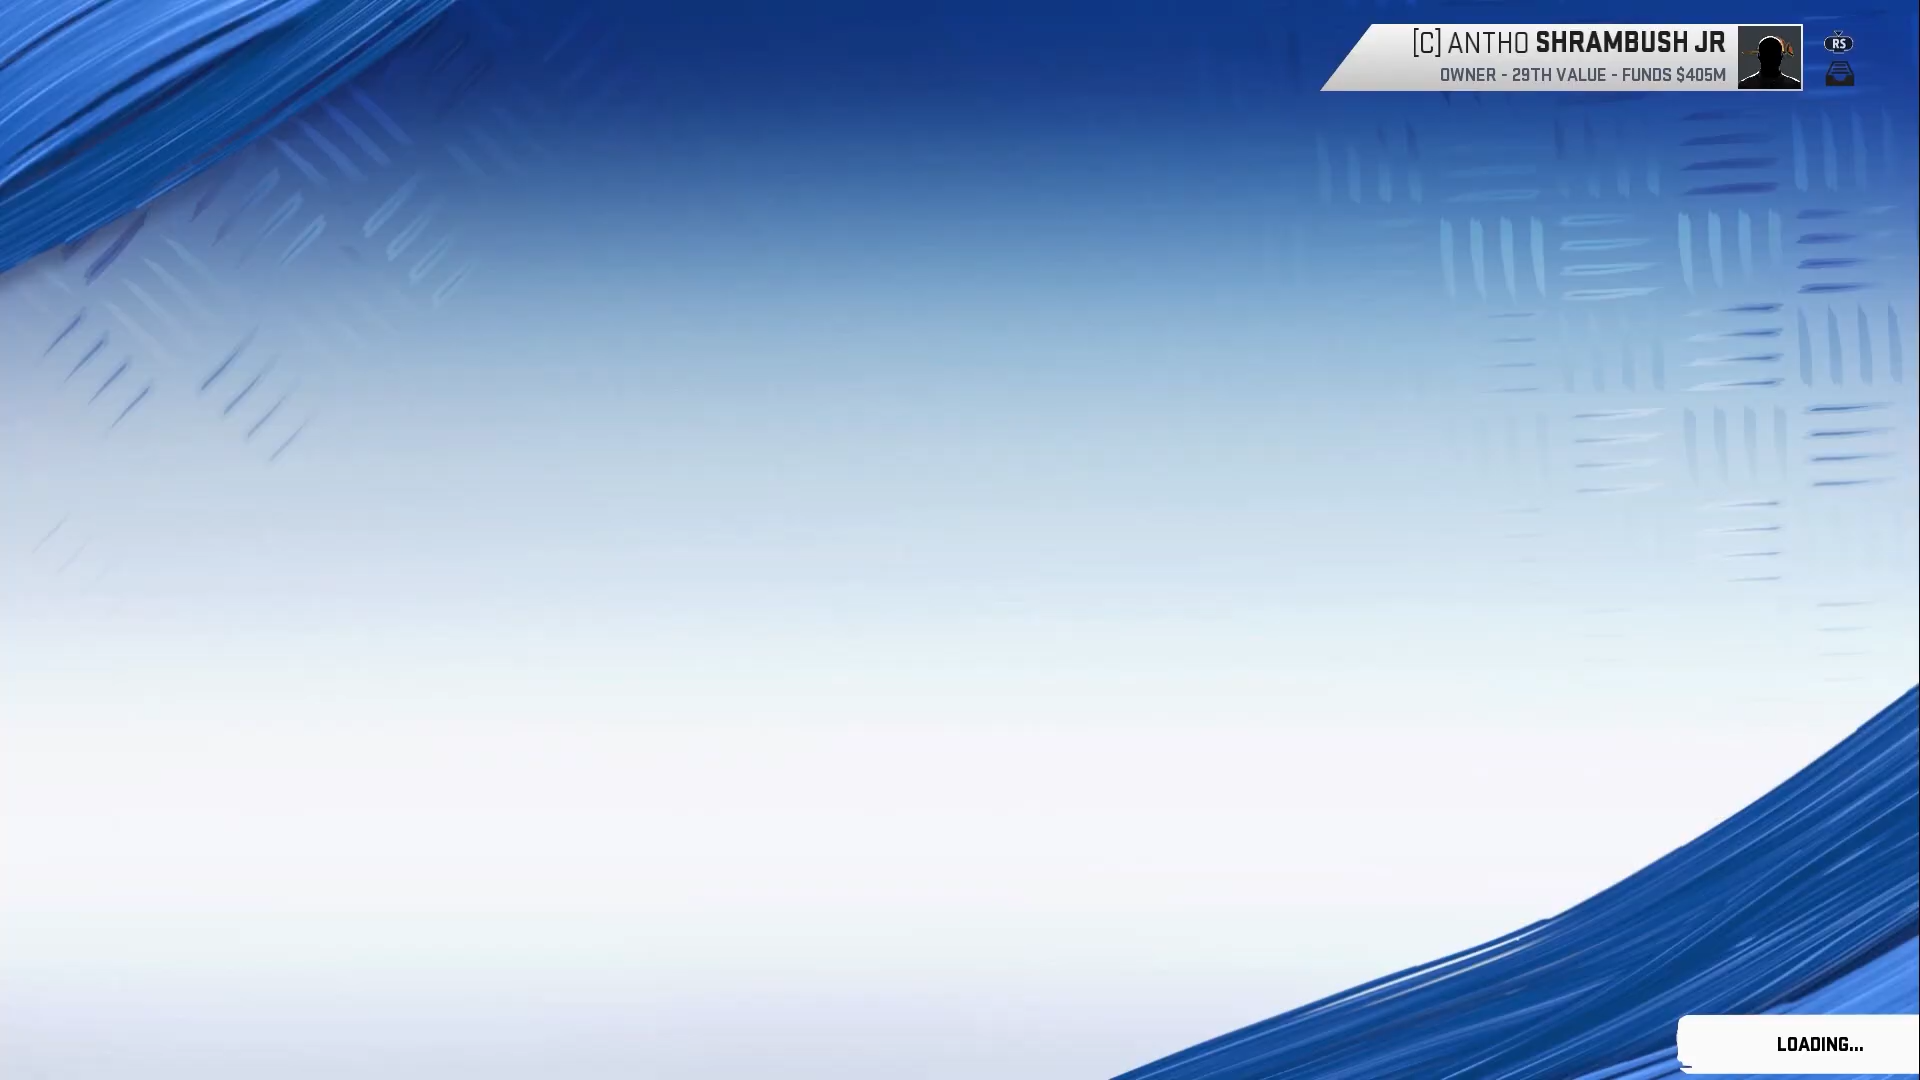 [C] ANTHO SHRAMBUSH JR
OWNER - 29TH VALUE - FUNDS $405M
RS
LOADING...